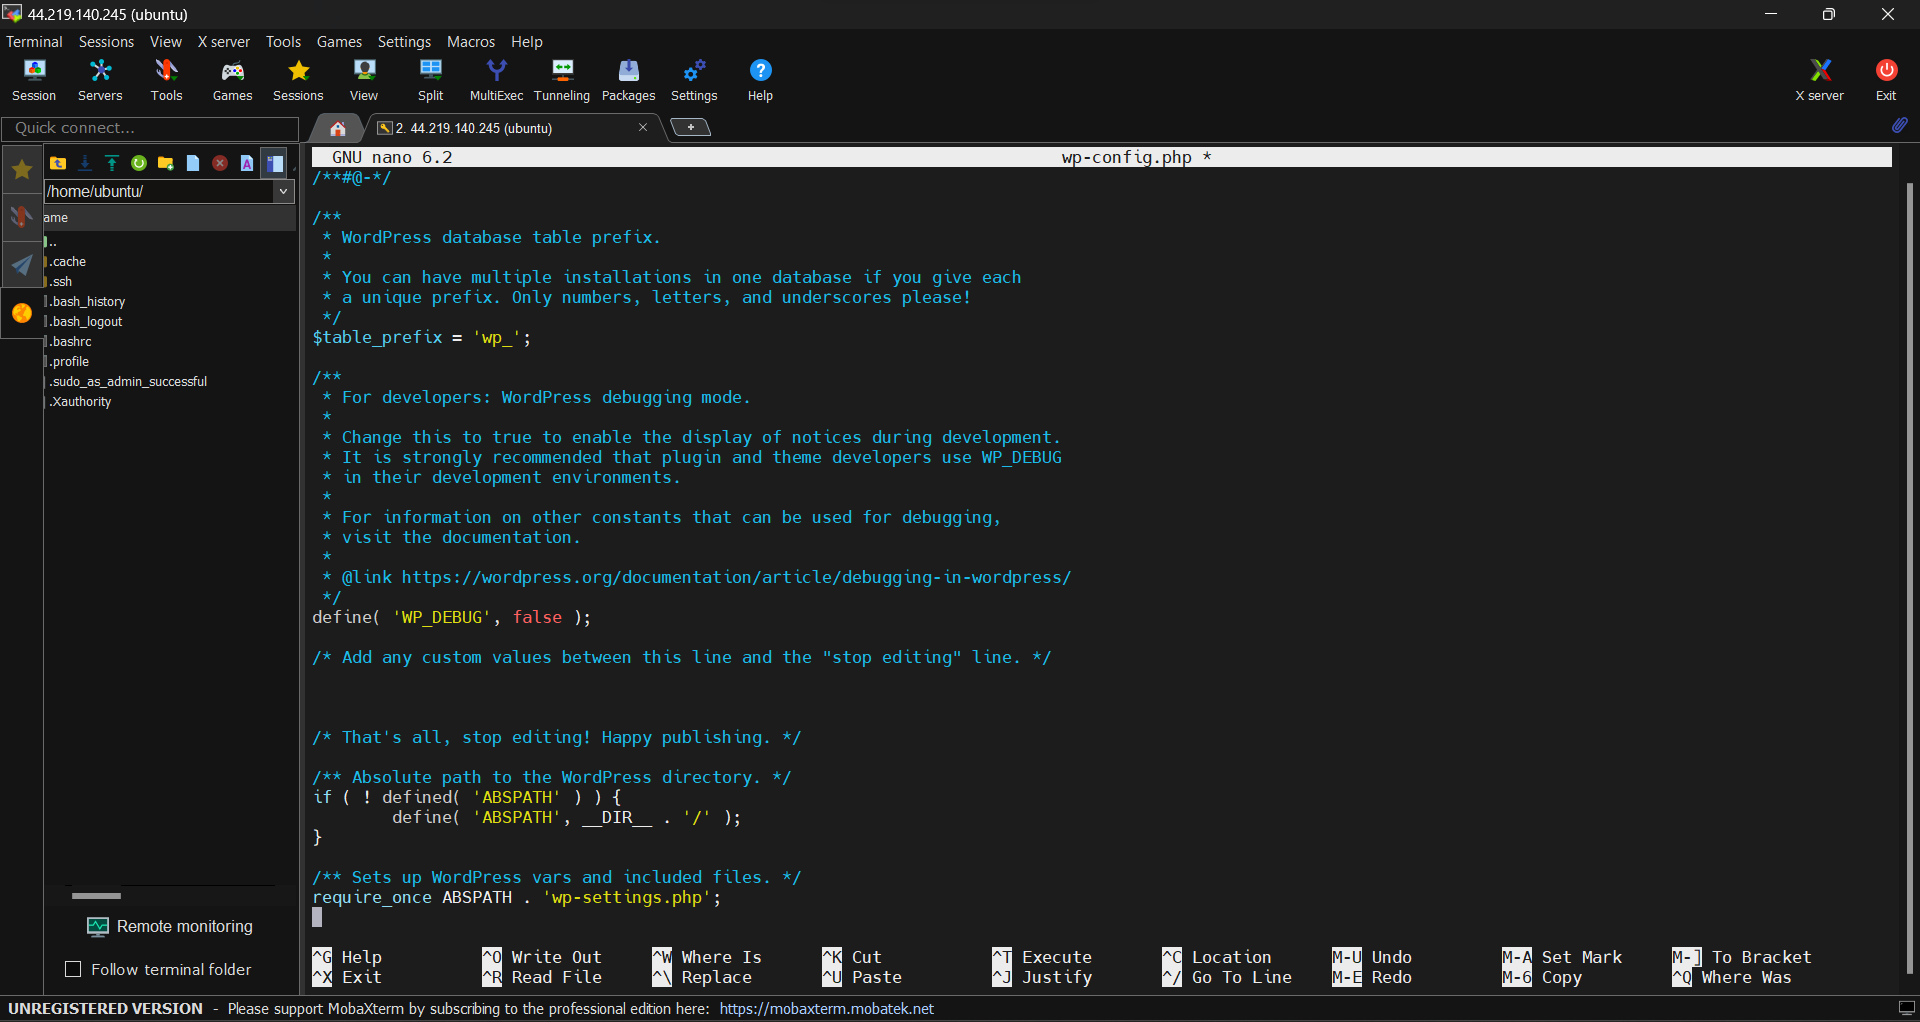 44.219.140.245 (ubuntu)
Terminal Sessions View X server Tools Games Settings Macros Help
Session Servers Tools Games Sessions View Split MultiExec Tunneling Packages Settings Help X server Exit
Quick connect...
2. 44.219.140.245 (ubuntu)
/home/ubuntu/
ame
..
.cache
.ssh
.bash_history
.bash_logout
.bashrc
.profile
.sudo_as_admin_successful
.Xauthority
Remote monitoring
Follow terminal folder
GNU nano 6.2 wp-config.php *
/**#@-*/
/**
* WordPress database table prefix.
*
* You can have multiple installations in one database if you give each
* a unique prefix. Only numbers, letters, and underscores please!
*/
$table_prefix = 'wp_';
/**
* For developers: WordPress debugging mode.
*
* Change this to true to enable the display of notices during development.
* It is strongly recommended that plugin and theme developers use WP_DEBUG
* in their development environments.
*
* For information on other constants that can be used for debugging,
* visit the documentation.
*
* @link https://wordpress.org/documentation/article/debugging-in-wordpress/
*/
define( 'WP_DEBUG', false );
/* Add any custom values between this line and the "stop editing" line. */
/* That's all, stop editing! Happy publishing. */
/** Absolute path to the WordPress directory. */
if ( ! defined( 'ABSPATH' ) ) {
define( 'ABSPATH', __DIR__ . '/' );
}
/** Sets up WordPress vars and included files. */
require_once ABSPATH . 'wp-settings.php';
^G Help ^O Write Out ^W Where Is ^K Cut ^T Execute ^C Location M-U Undo M-A Set Mark M-] To Bracket
^X Exit ^R Read File ^\ Replace ^U Paste ^J Justify ^/ Go To Line M-E Redo M-6 Copy ^Q Where Was
UNREGISTERED VERSION - Please support MobaXterm by subscribing to the professional edition here: https://mobaxterm.mobatek.net